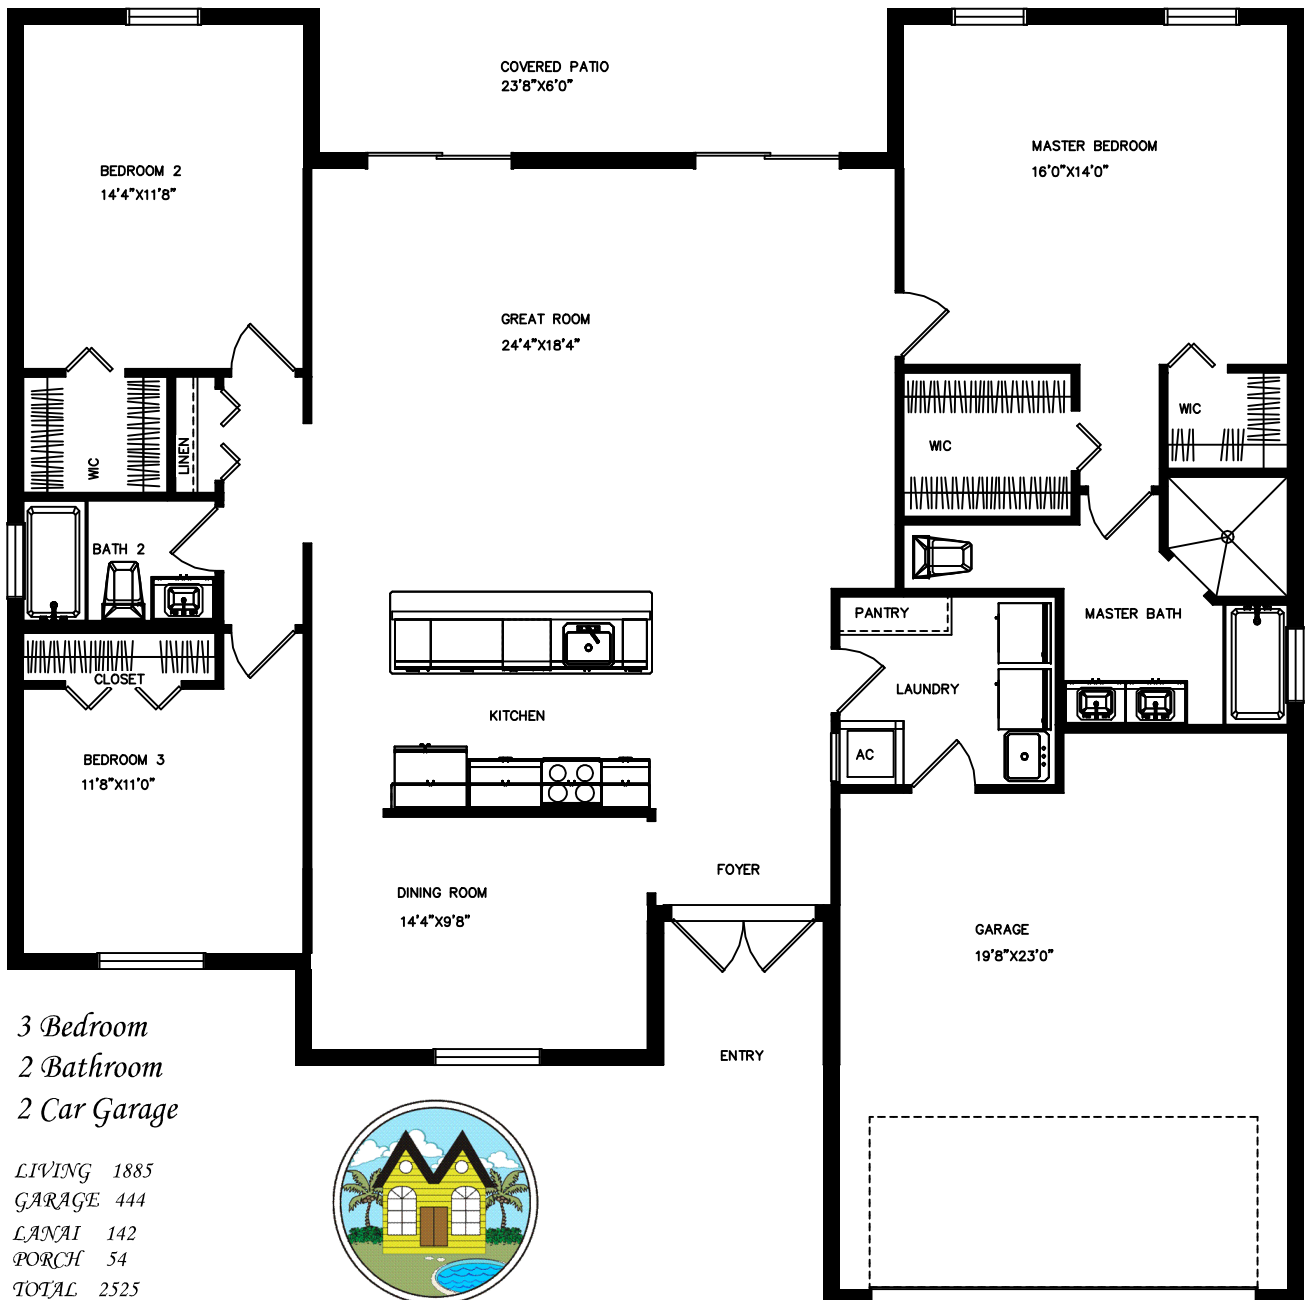 COVERED PATIO
23'8"X6'0"
MASTER BEDROOM
16'0"X14'0"
BEDROOM 2
14'4"X11'8"
GREAT ROOM
24'4"X18'4"
WIC
LINEN
WIC
WIC
BATH 2
PANTRY
MASTER BATH
CLOSET
LAUNDRY
KITCHEN
BEDROOM 3
11'8"X11'0"
AC
FOYER
DINING ROOM
14'4"X9'8"
GARAGE
19'8"X23'0"
ENTRY
3 Bedroom
2 Bathroom
2 Car Garage
LIVING 1885
GARAGE 444
LANAI 142
PORCH 54
TOTAL 2525